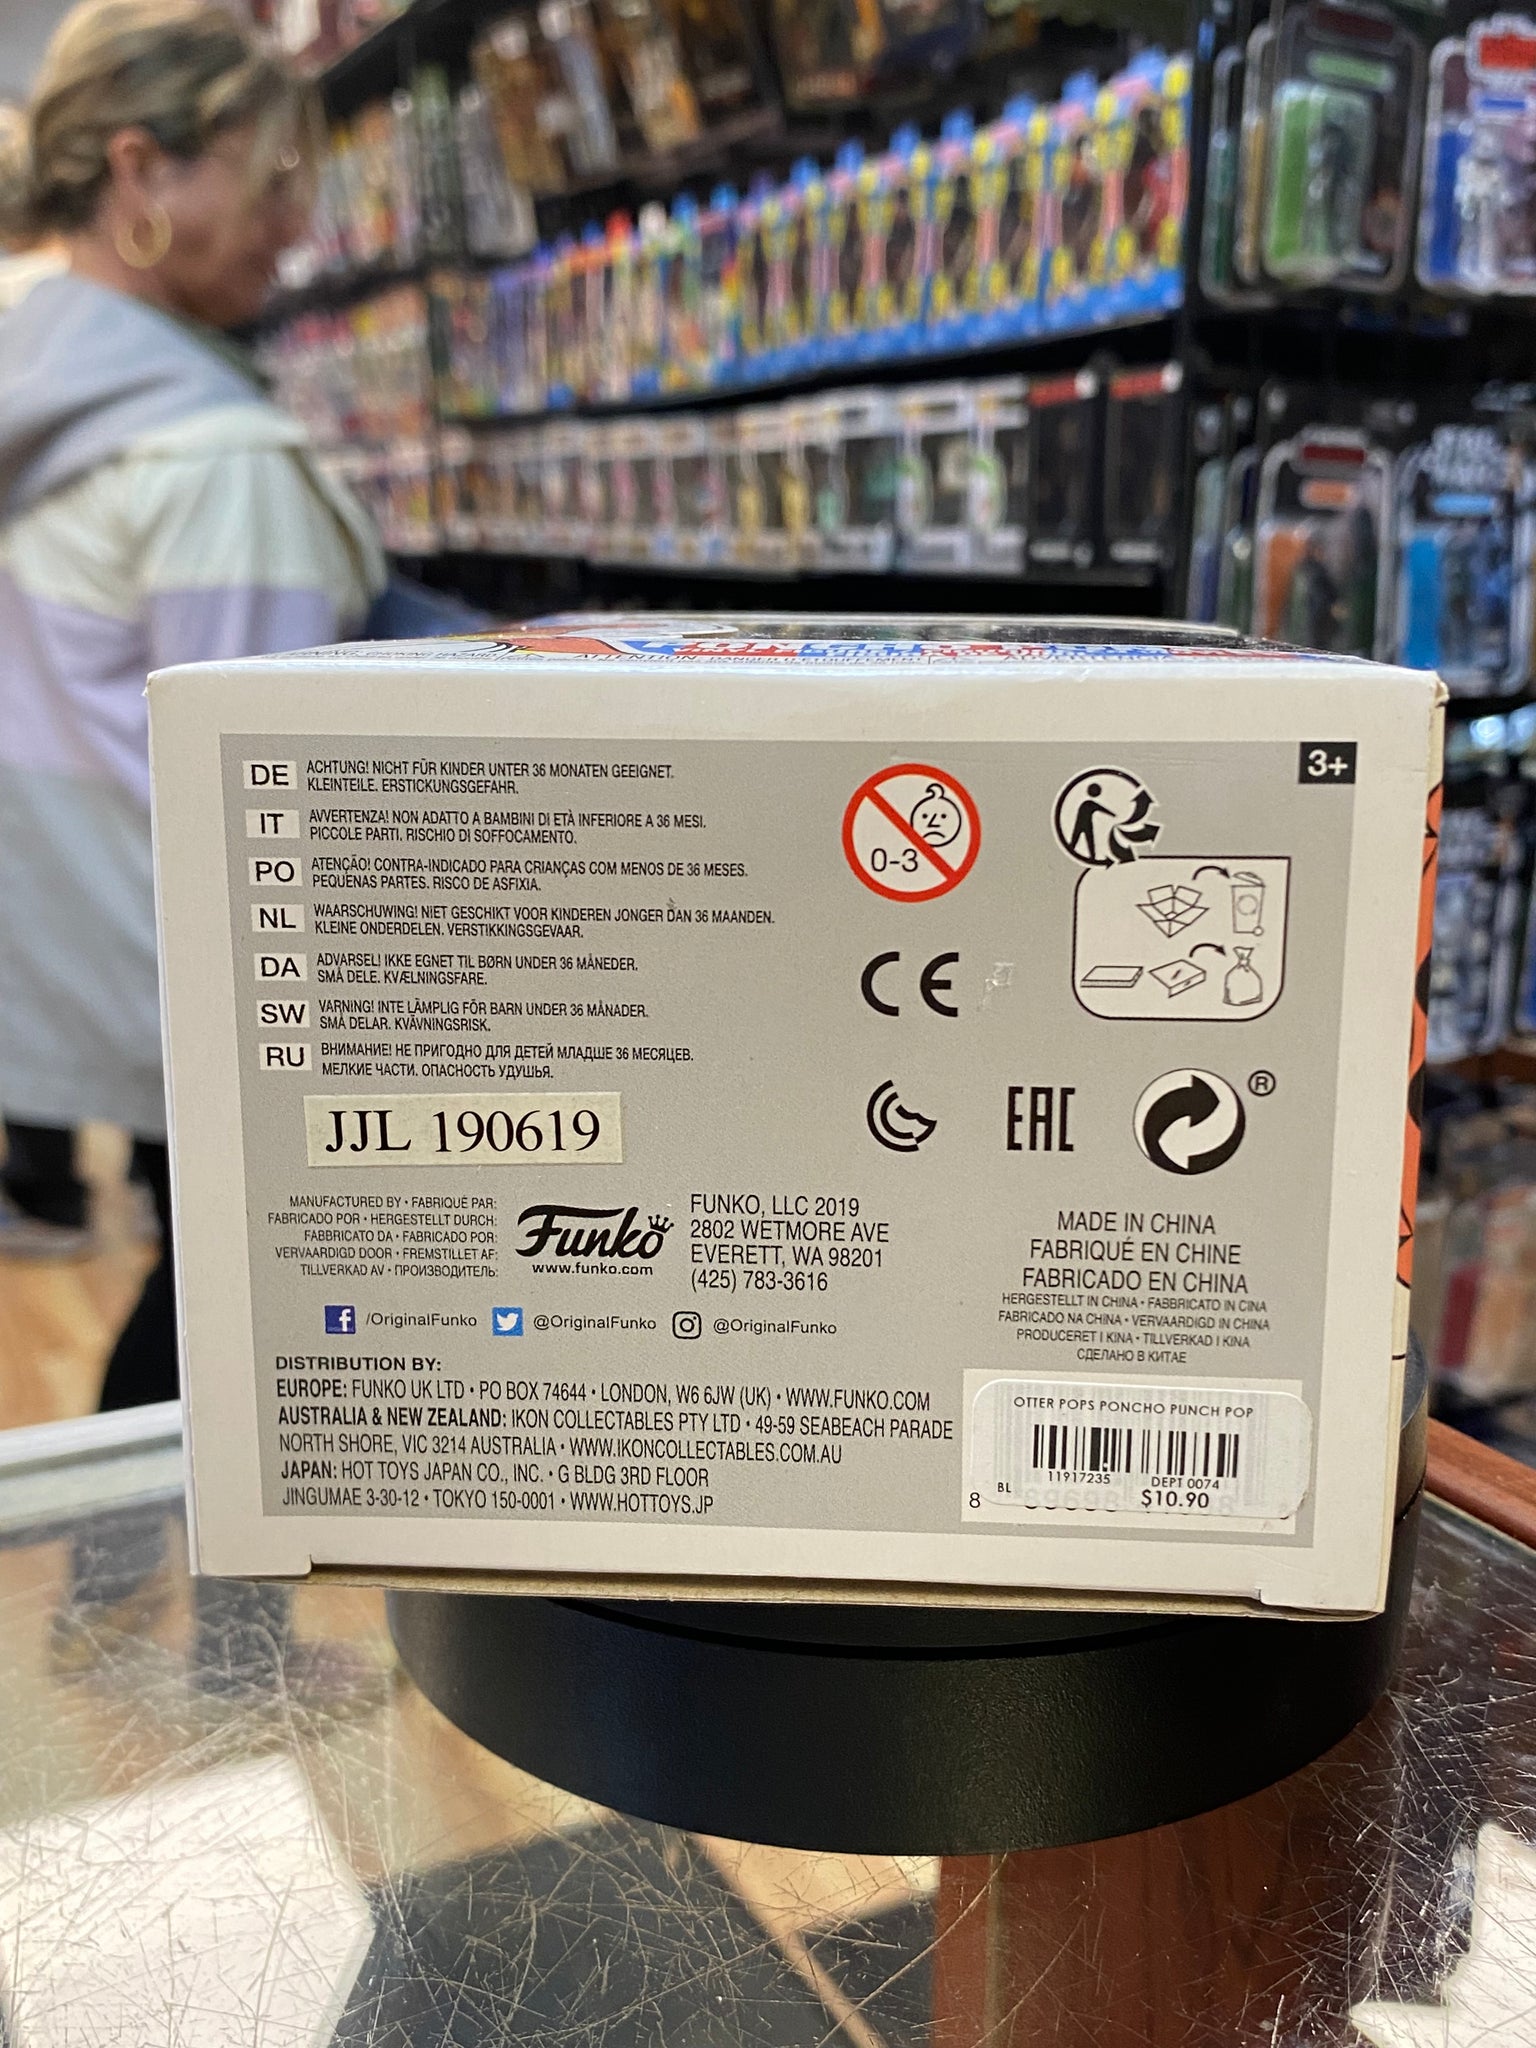 ATTENTION
3+
DE ACHTUNG! NICHT FÜR KINDER UNTER 36 MONATEN GEEIGNET.
KLEINTEILE. ERSTICKUNGSGEFAHR.
IT AVVERTENZA! NON ADATTO A BAMBINI DI ETÀ INFERIORE A 36 MESI.
PICCOLE PARTI. RISCHIO DI SOFFOCAMENTO.
PO ATENÇÃO! CONTRA-INDICADO PARA CRIANÇAS COM MENOS DE 36 MESES.
PEQUENAS PARTES. RISCO DE ASFIXIA.
NL WAARSCHUWING! NIET GESCHIKT VOOR KINDEREN JONGER DAN 36 MAANDEN.
KLEINE ONDERDELEN. VERSTIKKINGSGEVAAR.
DA ADVARSEL! IKKE EGNET TIL BØRN UNDER 36 MÅNEDER.
SMÅ DELE. KVÆLNINGSFARE.
SW VARNING! INTE LÄMPLIG FÖR BARN UNDER 36 MÅNADER.
SMÅ DELAR. KVÄVNINGSRISK.
RU ВНИМАНИЕ! НЕ ПРИГОДНО ДЛЯ ДЕТЕЙ МЛАДШЕ 36 МЕСЯЦЕВ.
МЕЛКИЕ ЧАСТИ. ОПАСНОСТЬ УДУШЬЯ.
0-3
CE
EAC
®
JJL 190619
MANUFACTURED BY • FABRIQUÉ PAR:
FABRICADO POR • HERGESTELLT DURCH:
FABBRICATO DA • FABRICADO POR:
VERVAARDIGD DOOR • FREMSTILLET AF:
TILLVERKAD AV • ПРОИЗВОДИТЕЛЬ:
Funko
www.funko.com
FUNKO, LLC 2019
2802 WETMORE AVE
EVERETT, WA 98201
(425) 783-3616
MADE IN CHINA
FABRIQUÉ EN CHINE
FABRICADO EN CHINA
HERGESTELLT IN CHINA • FABBRICATO IN CINA
FABRICADO NA CHINA • VERVAARDIGD IN CHINA
PRODUCERET I KINA • TILLVERKAD I KINA
СДЕЛАНО В КИТАЕ
/OriginalFunko @OriginalFunko @OriginalFunko
DISTRIBUTION BY:
EUROPE: FUNKO UK LTD • PO BOX 74644 • LONDON, W6 6JW (UK) • WWW.FUNKO.COM
AUSTRALIA & NEW ZEALAND: IKON COLLECTABLES PTY LTD • 49-59 SEABEACH PARADE
NORTH SHORE, VIC 3214 AUSTRALIA • WWW.IKONCOLLECTABLES.COM.AU
JAPAN: HOT TOYS JAPAN CO., INC. • G BLDG 3RD FLOOR
JINGUMAE 3-30-12 • TOKYO 150-0001 • WWW.HOTTOYS.JP
OTTER POPS PONCHO PUNCH POP
11917235 DEPT 0074
BL $10.90
8